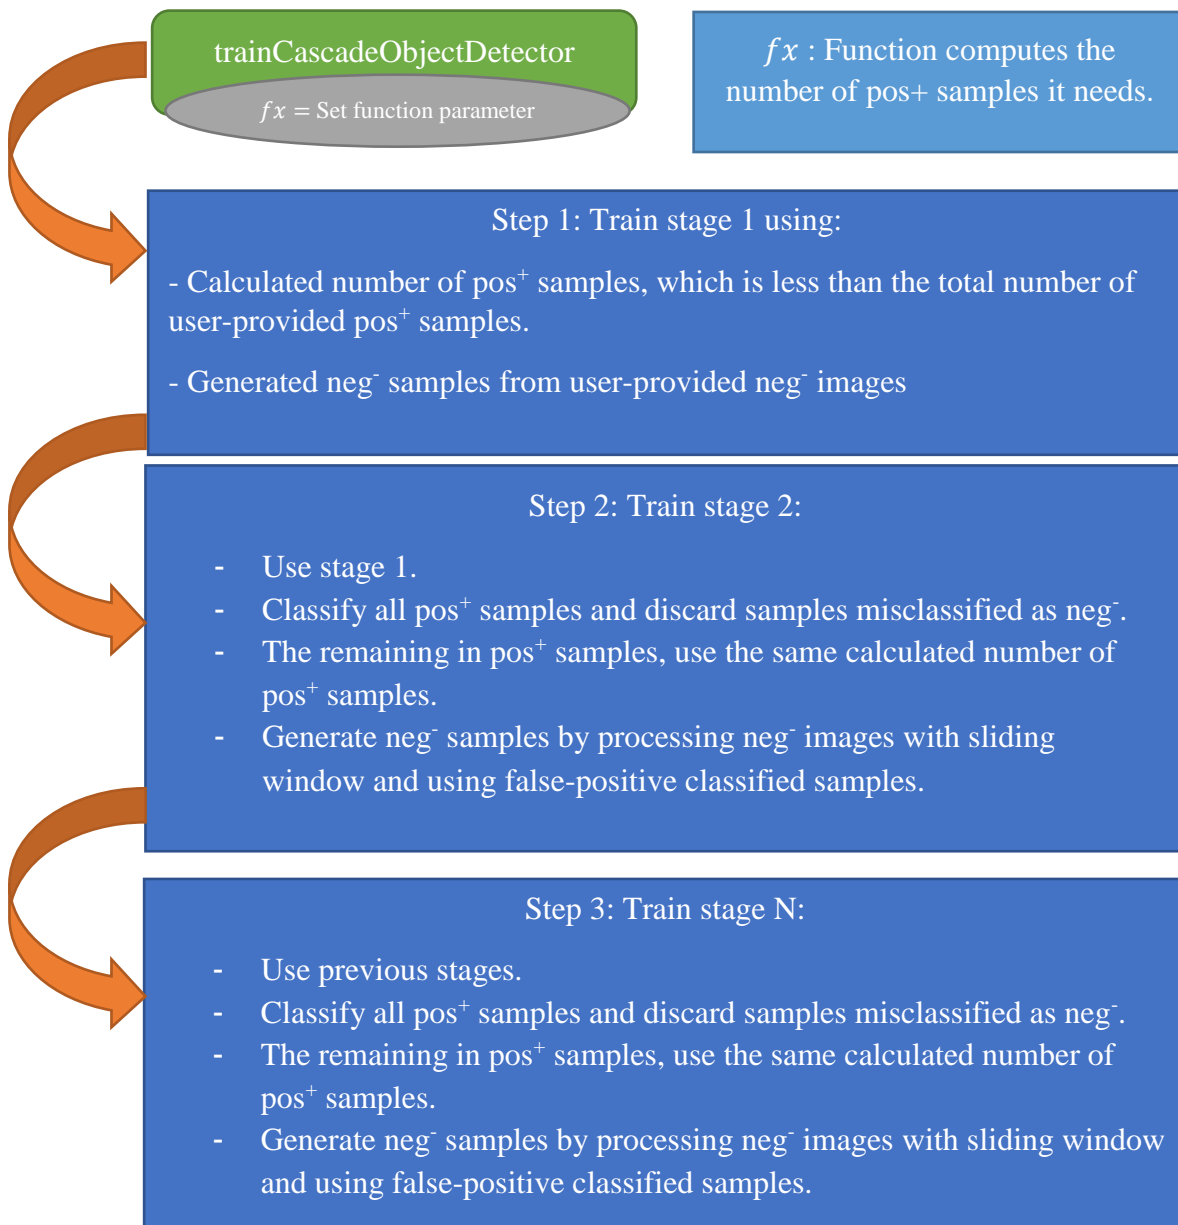 trainCascadeObjectDetector
𝑓𝑥 = Set function parameter
𝑓𝑥 : Function computes the
number of pos+ samples it needs.
Step 1: Train stage 1 using:
- Calculated number of pos⁺ samples, which is less than the total number of
user-provided pos⁺ samples.
- Generated neg⁻ samples from user-provided neg⁻ images
Step 2: Train stage 2:
- Use stage 1.
- Classify all pos⁺ samples and discard samples misclassified as neg⁻.
- The remaining in pos⁺ samples, use the same calculated number of
pos⁺ samples.
- Generate neg⁻ samples by processing neg⁻ images with sliding
window and using false-positive classified samples.
Step 3: Train stage N:
- Use previous stages.
- Classify all pos⁺ samples and discard samples misclassified as neg⁻.
- The remaining in pos⁺ samples, use the same calculated number of
pos⁺ samples.
- Generate neg⁻ samples by processing neg⁻ images with sliding window
and using false-positive classified samples.